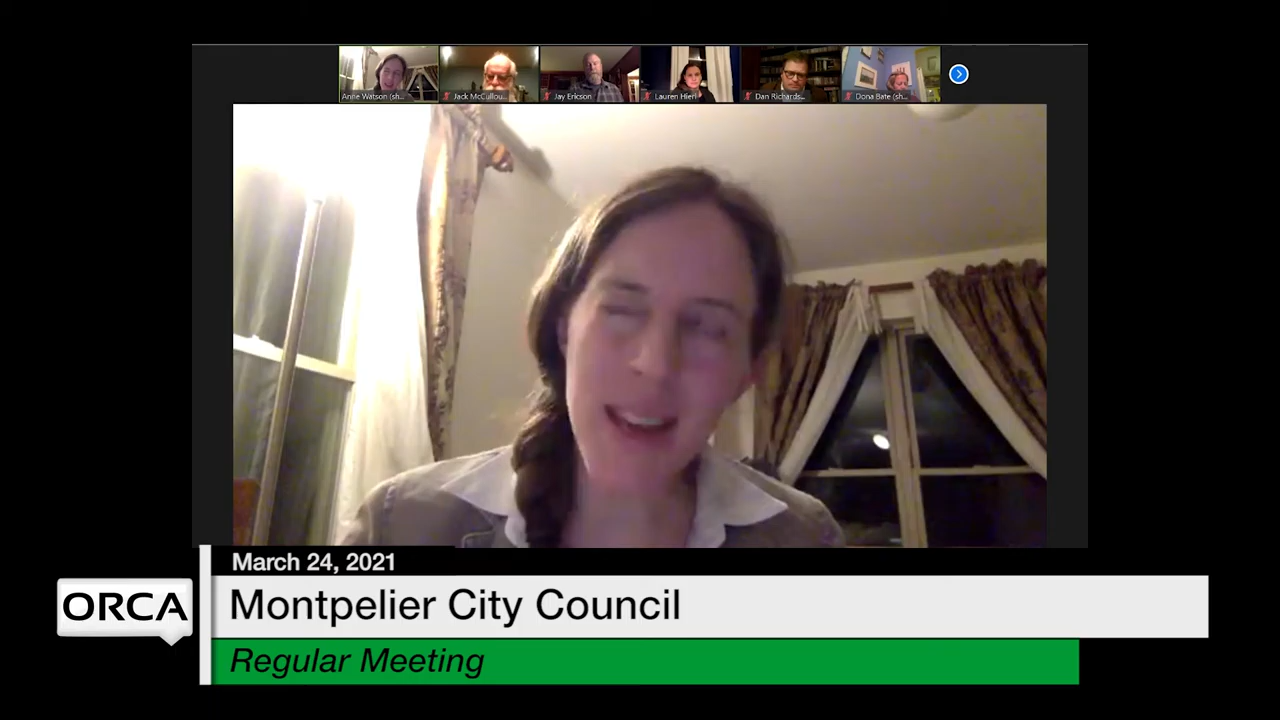 Anne Watson (sh...
Jack McCullou...
Jay Ericson
Lauren Hierl
Dan Richards...
Dona Bate (sh...
March 24, 2021
ORCA
Montpelier City Council
Regular Meeting